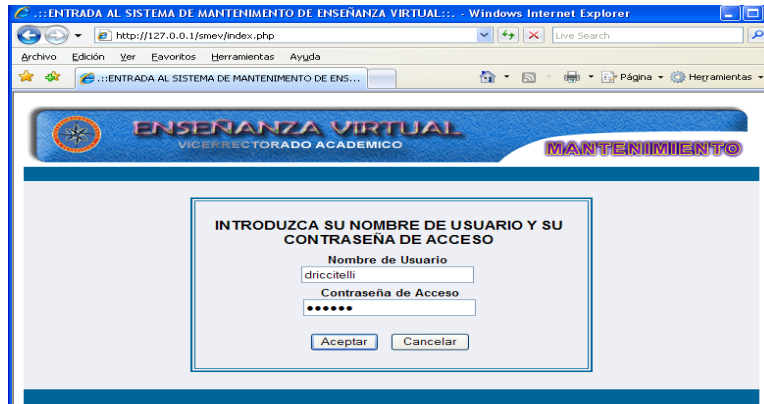 .::ENTRADA AL SISTEMA DE MANTENIMENTO DE ENSEÑANZA VIRTUAL::. - Windows Internet Explorer
http://127.0.0.1/smev/index.php
Live Search
Archivo Edición Ver Favoritos Herramientas Ayuda
.::ENTRADA AL SISTEMA DE MANTENIMENTO DE ENS...
Página
Herramientas
ENSEÑANZA VIRTUAL
VICERRECTORADO ACADEMICO
MANTENIMIENTO
INTRODUZCA SU NOMBRE DE USUARIO Y SU
CONTRASEÑA DE ACCESO
Nombre de Usuario
driccitelli
Contraseña de Acceso
••••••
Aceptar Cancelar